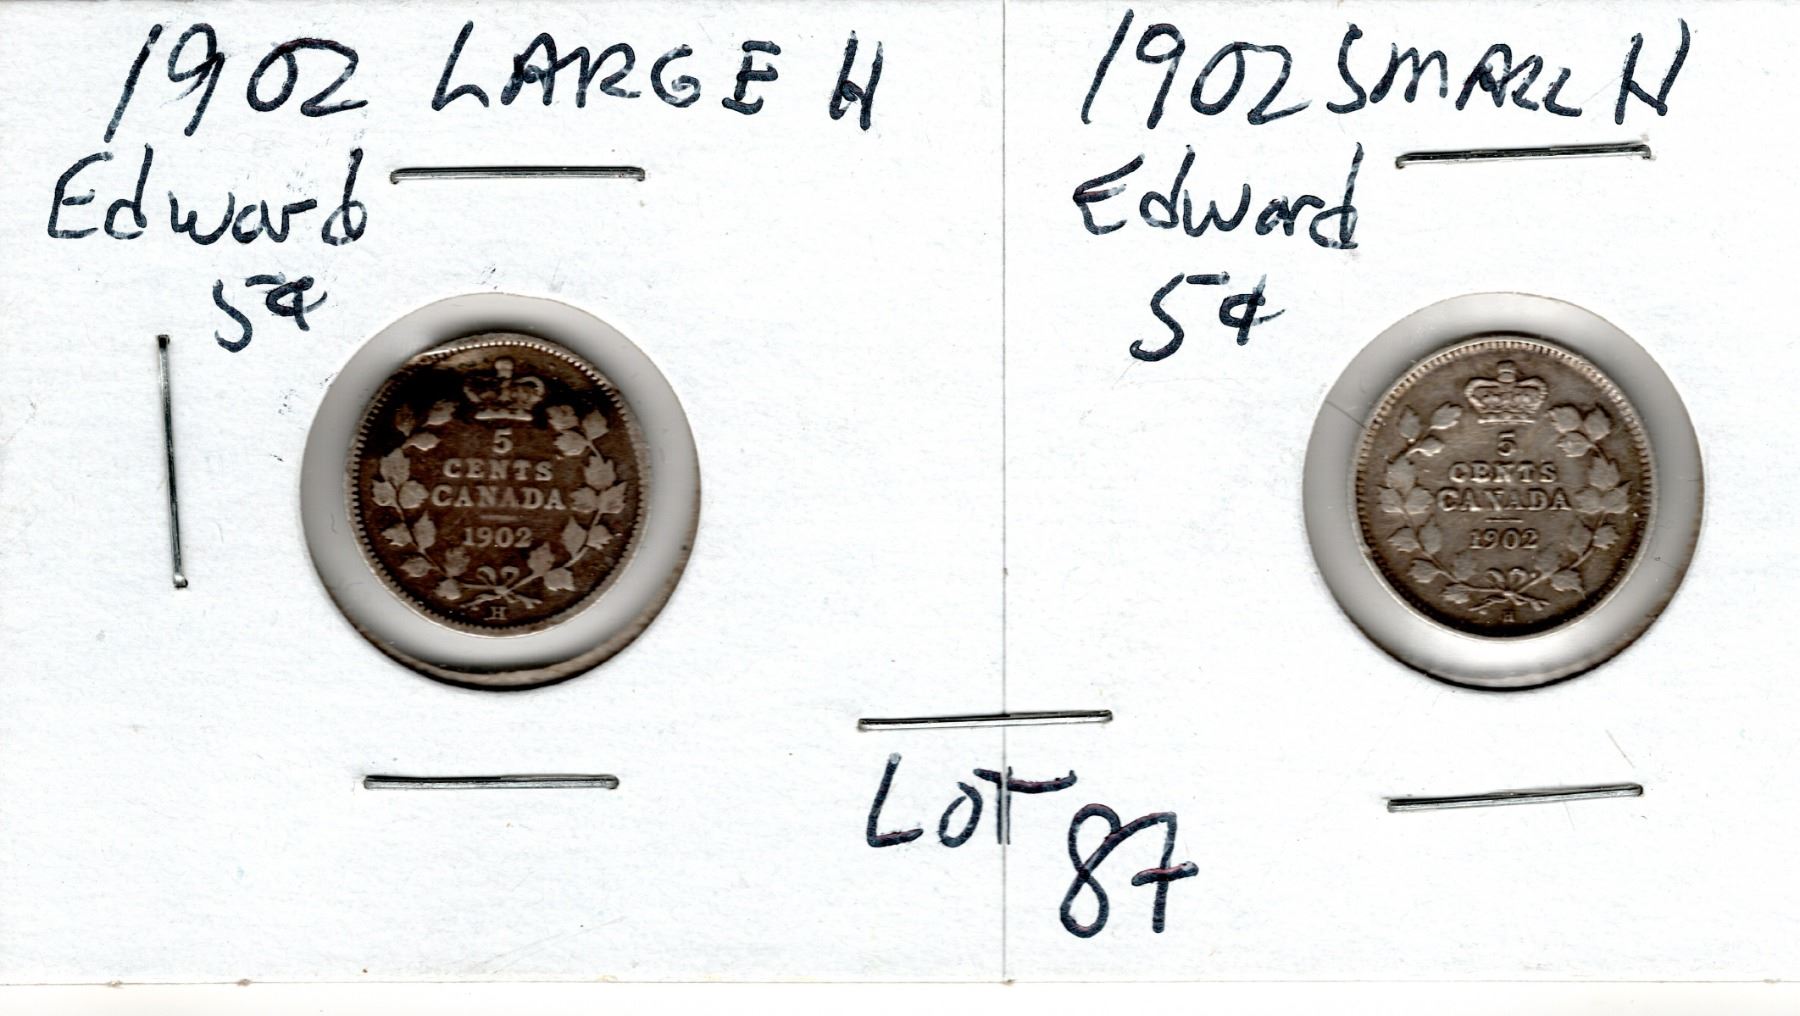 1902 LARGE H
Edward
5¢
5
CENTS
CANADA
1902
H
1902 SMALL H
Edward
5¢
5
CENTS
CANADA
1902
H
LOT 87